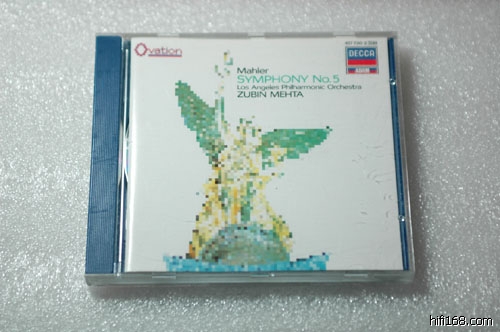 Ovation
DECCA
Mahler
SYMPHONY No.5
Los Angeles Philharmonic Orchestra
ZUBIN MEHTA
hifi168.com